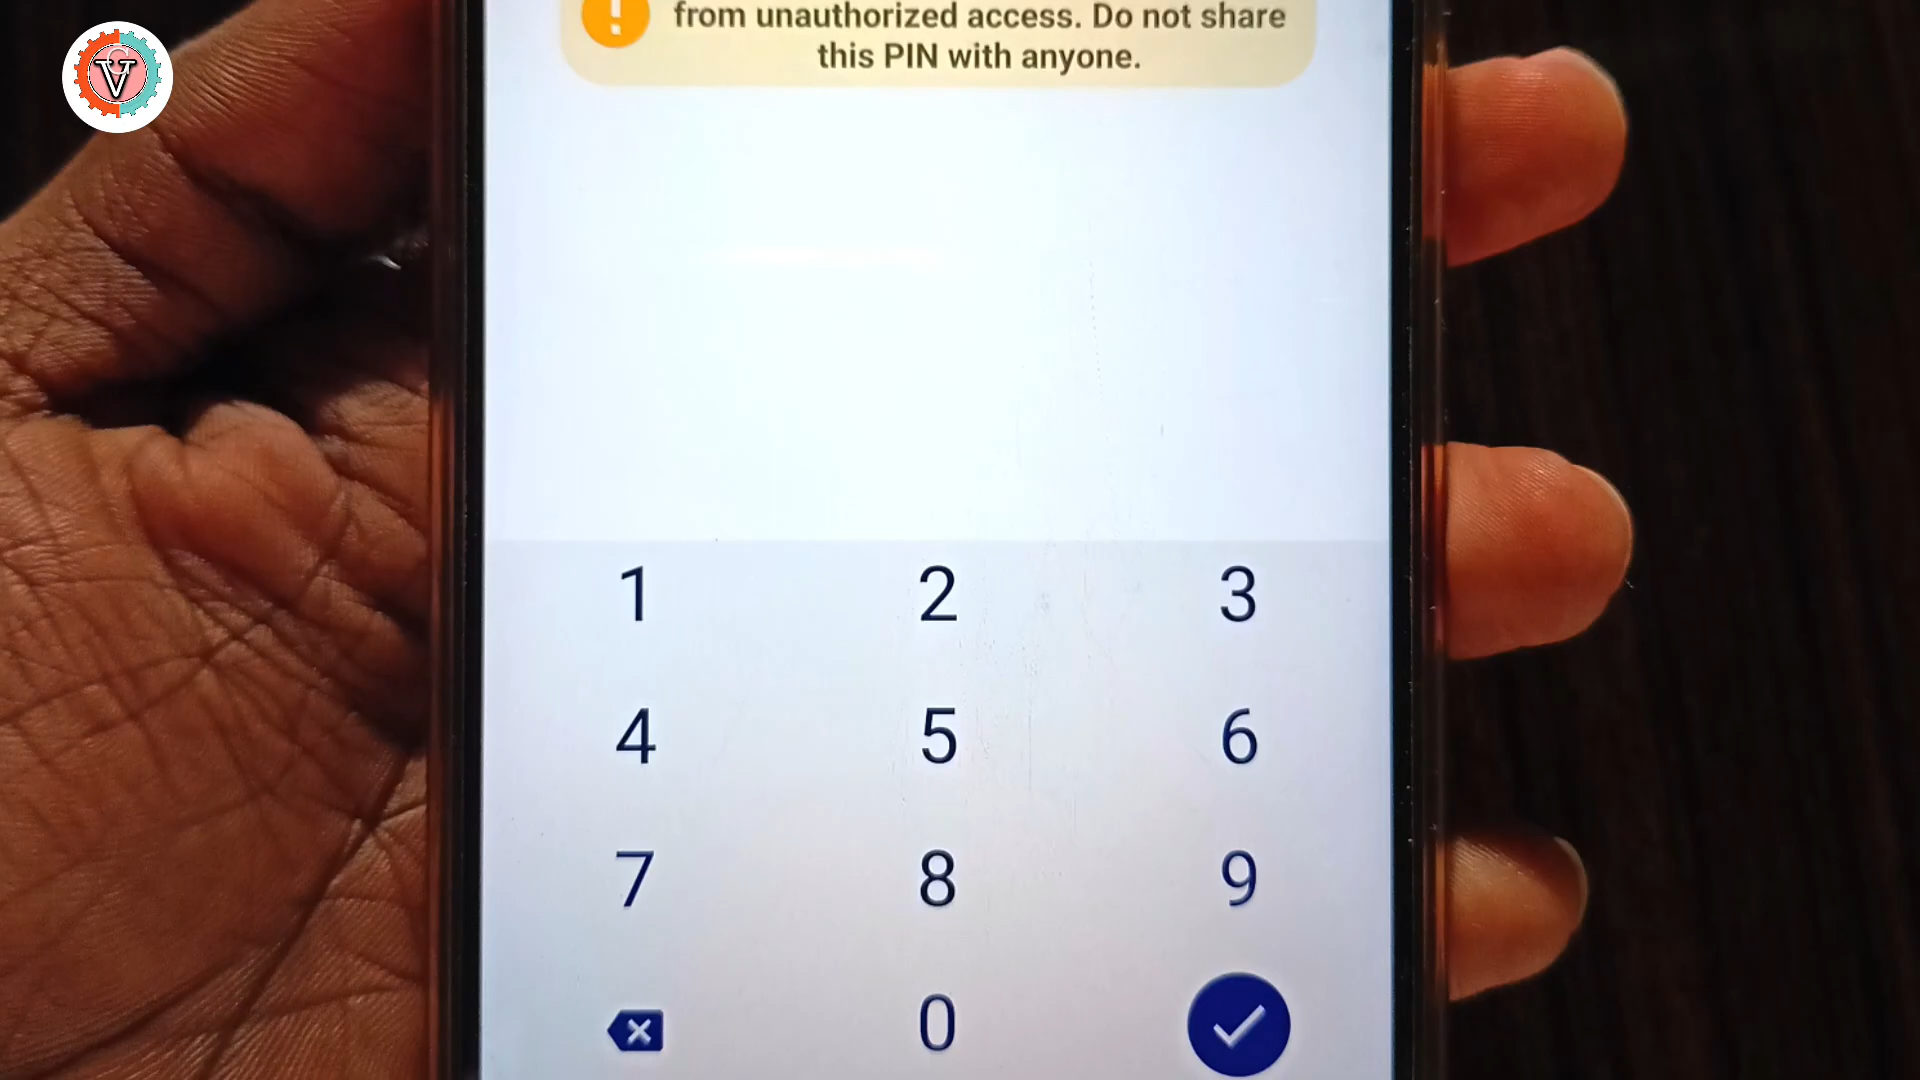 from unauthorized access. Do not share
this PIN with anyone.
1 2 3
4 5 6
7 8 9
0